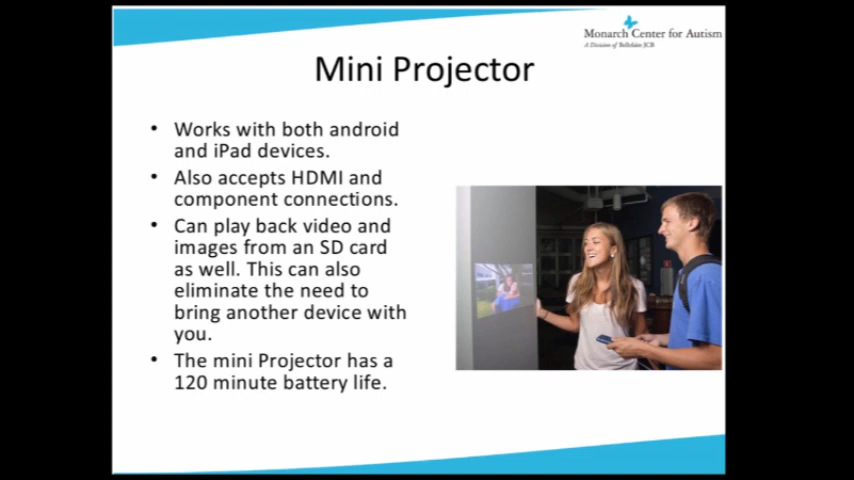 Monarch Center for Autism
A Division of Bellefaire JCB
Mini Projector
• Works with both android
and iPad devices.
• Also accepts HDMI and
component connections.
• Can play back video and
images from an SD card
as well. This can also
eliminate the need to
bring another device with
you.
• The mini Projector has a
120 minute battery life.